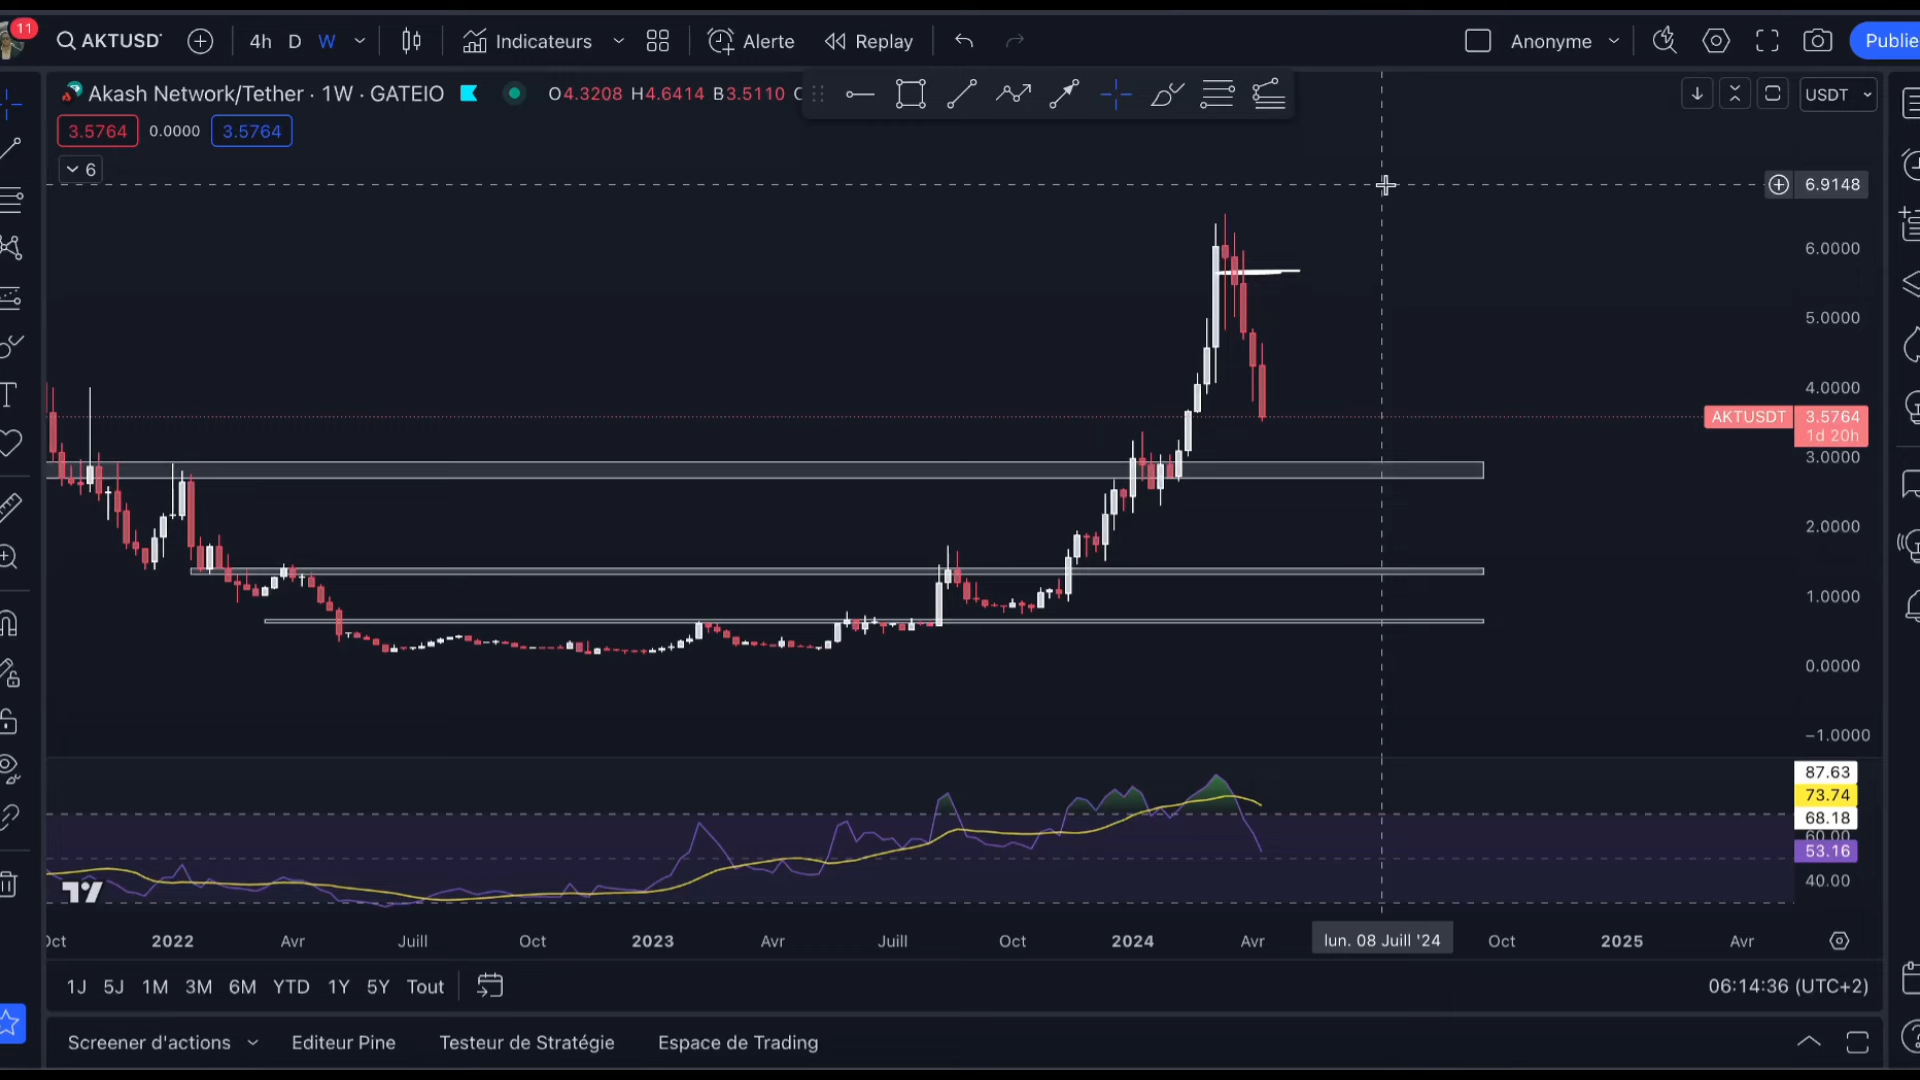 11
AKTUSD
4h D W
Indicateurs
Alerte
Replay
Anonyme
Publie
Akash Network/Tether · 1W · GATEIO
O4.3208 H4.6414 B3.5110 C
USDT
3.5764 0.0000 3.5764
6
6.9148
6.0000
5.0000
4.0000
AKTUSDT 3.5764
1d 20h
3.0000
2.0000
1.0000
0.0000
−1.0000
87.63
73.74
68.18
60.00
53.16
40.00
Oct 2022 Avr Juill Oct 2023 Avr Juill Oct 2024 Avr lun. 08 Juill '24 Oct 2025 Avr
1J 5J 1M 3M 6M YTD 1Y 5Y Tout
06:14:36 (UTC+2)
Screener d'actions Editeur Pine Testeur de Stratégie Espace de Trading